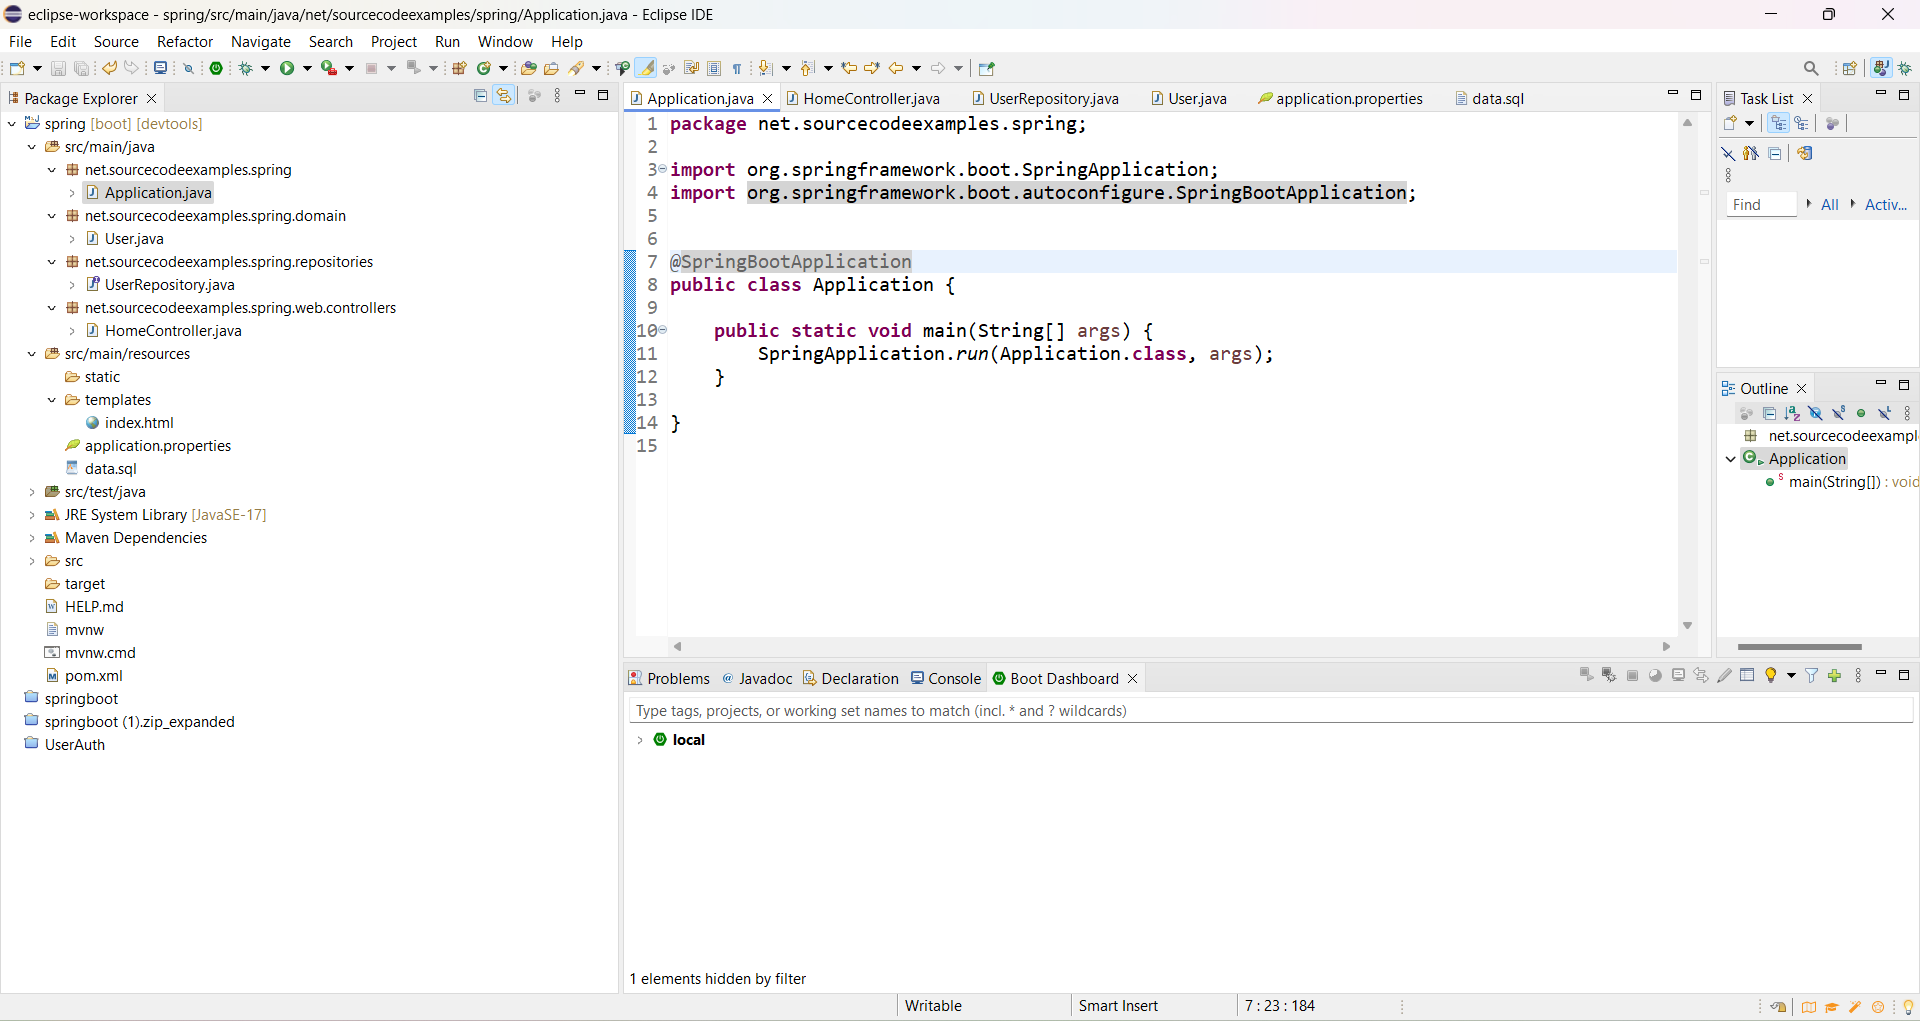 eclipse-workspace - spring/src/main/java/net/sourcecodeexamples/spring/Application.java - Eclipse IDE
File Edit Source Refactor Navigate Search Project Run Window Help
Package Explorer
spring [boot] [devtools]
src/main/java
net.sourcecodeexamples.spring
Application.java
net.sourcecodeexamples.spring.domain
User.java
net.sourcecodeexamples.spring.repositories
UserRepository.java
net.sourcecodeexamples.spring.web.controllers
HomeController.java
src/main/resources
static
templates
index.html
application.properties
data.sql
src/test/java
JRE System Library [JavaSE-17]
Maven Dependencies
src
target
HELP.md
mvnw
mvnw.cmd
pom.xml
springboot
springboot (1).zip_expanded
UserAuth
Application.java HomeController.java UserRepository.java User.java application.properties data.sql
1 package net.sourcecodeexamples.spring;
2
3 import org.springframework.boot.SpringApplication;
4 import org.springframework.boot.autoconfigure.SpringBootApplication;
5
6
7 @SpringBootApplication
8 public class Application {
9
10 public static void main(String[] args) {
11 SpringApplication.run(Application.class, args);
12 }
13
14 }
15
Task List
Find All Activ...
Outline
net.sourcecodeexampl
Application
main(String[]) : void
Problems Javadoc Declaration Console Boot Dashboard
Type tags, projects, or working set names to match (incl. * and ? wildcards)
local
1 elements hidden by filter
Writable Smart Insert 7 : 23 : 184